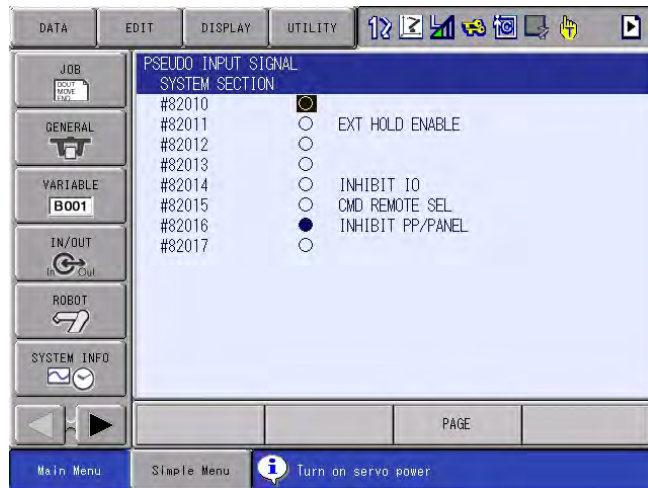 DATA EDIT DISPLAY UTILITY
JOB
DOUT
MOVE
END
GENERAL
VARIABLE
B001
IN/OUT
In Out
ROBOT
SYSTEM INFO
PSEUDO INPUT SIGNAL
SYSTEM SECTION
#82010
#82011 EXT HOLD ENABLE
#82012
#82013
#82014 INHIBIT IO
#82015 CMD REMOTE SEL
#82016 INHIBIT PP/PANEL
#82017
PAGE
Main Menu Simple Menu Turn on servo power